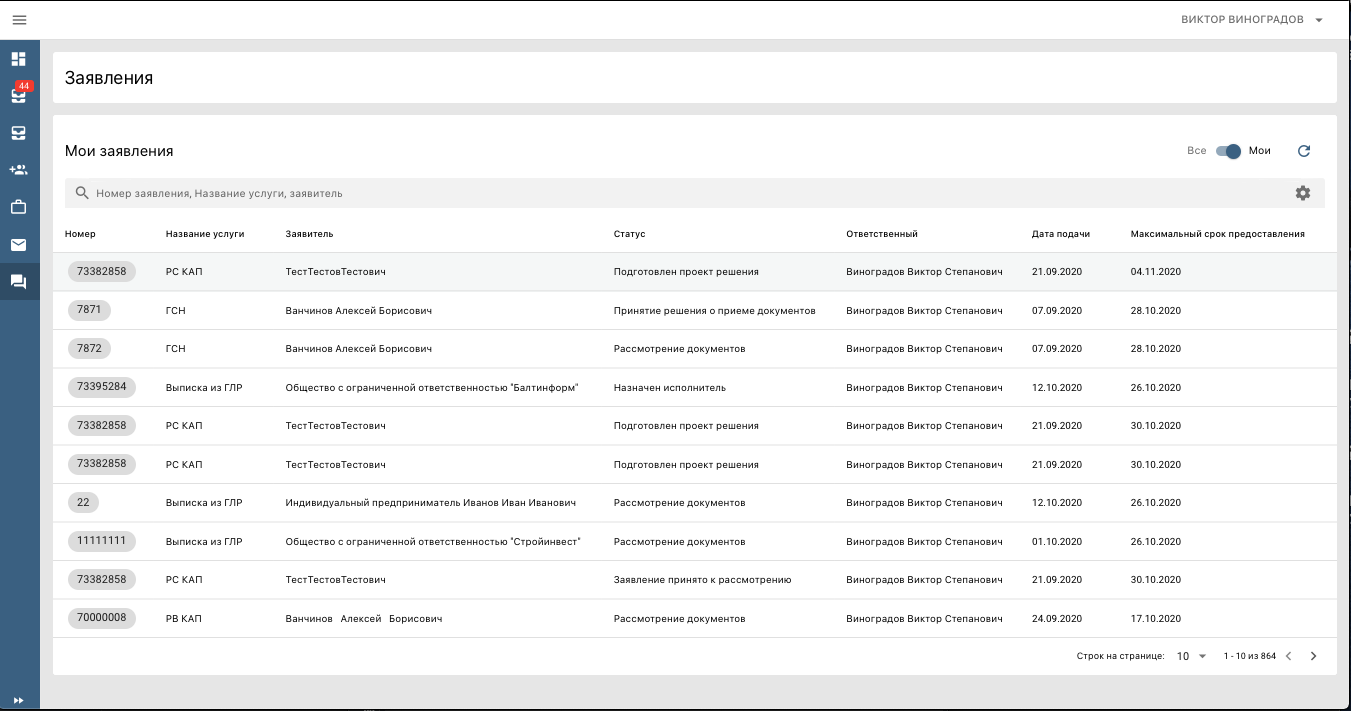 ВИКТОР ВИНОГРАДОВ
44
Заявления
Мои заявления
Все Мои
Номер заявления, Название услуги, заявитель
Номер Название услуги Заявитель Статус Ответственный Дата подачи Максимальный срок предоставления
73382858 РС КАП ТестТестовТестович Подготовлен проект решения Виноградов Виктор Степанович 21.09.2020 04.11.2020
7871 ГСН Ванчинов Алексей Борисович Принятие решения о приеме документов Виноградов Виктор Степанович 07.09.2020 28.10.2020
7872 ГСН Ванчинов Алексей Борисович Рассмотрение документов Виноградов Виктор Степанович 07.09.2020 28.10.2020
73395284 Выписка из ГЛР Общество с ограниченной ответственностью "Балтинформ" Назначен исполнитель Виноградов Виктор Степанович 12.10.2020 26.10.2020
73382858 РС КАП ТестТестовТестович Подготовлен проект решения Виноградов Виктор Степанович 21.09.2020 30.10.2020
73382858 РС КАП ТестТестовТестович Подготовлен проект решения Виноградов Виктор Степанович 21.09.2020 30.10.2020
22 Выписка из ГЛР Индивидуальный предприниматель Иванов Иван Иванович Рассмотрение документов Виноградов Виктор Степанович 12.10.2020 26.10.2020
11111111 Выписка из ГЛР Общество с ограниченной ответственностью "Стройинвест" Рассмотрение документов Виноградов Виктор Степанович 01.10.2020 26.10.2020
73382858 РС КАП ТестТестовТестович Заявление принято к рассмотрению Виноградов Виктор Степанович 21.09.2020 30.10.2020
70000008 РВ КАП Ванчинов Алексей Борисович Рассмотрение документов Виноградов Виктор Степанович 24.09.2020 17.10.2020
Строк на странице: 10 1 - 10 из 864